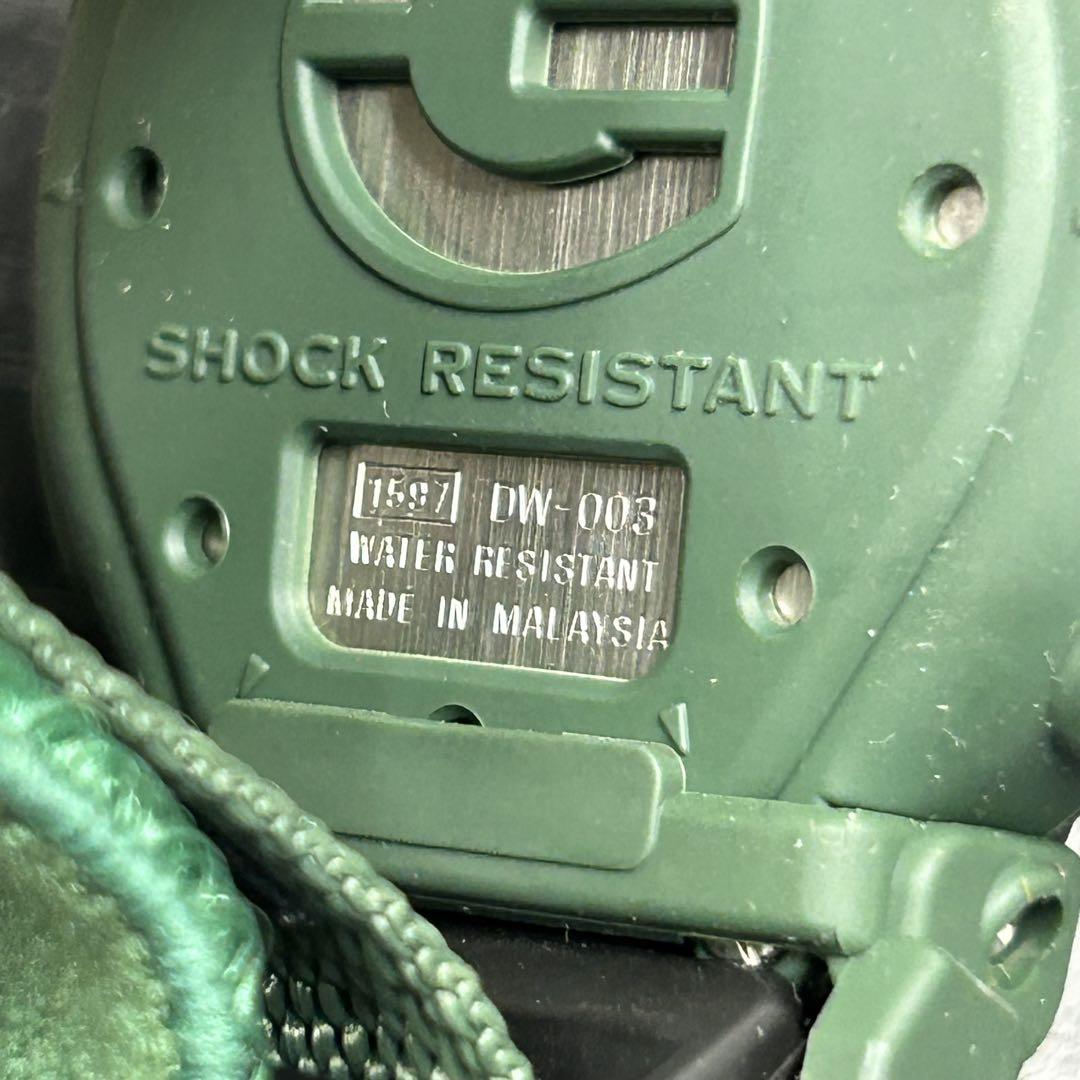 G
SHOCK RESISTANT
1597 DW-003
WATER RESISTANT
MADE IN MALAYSIA